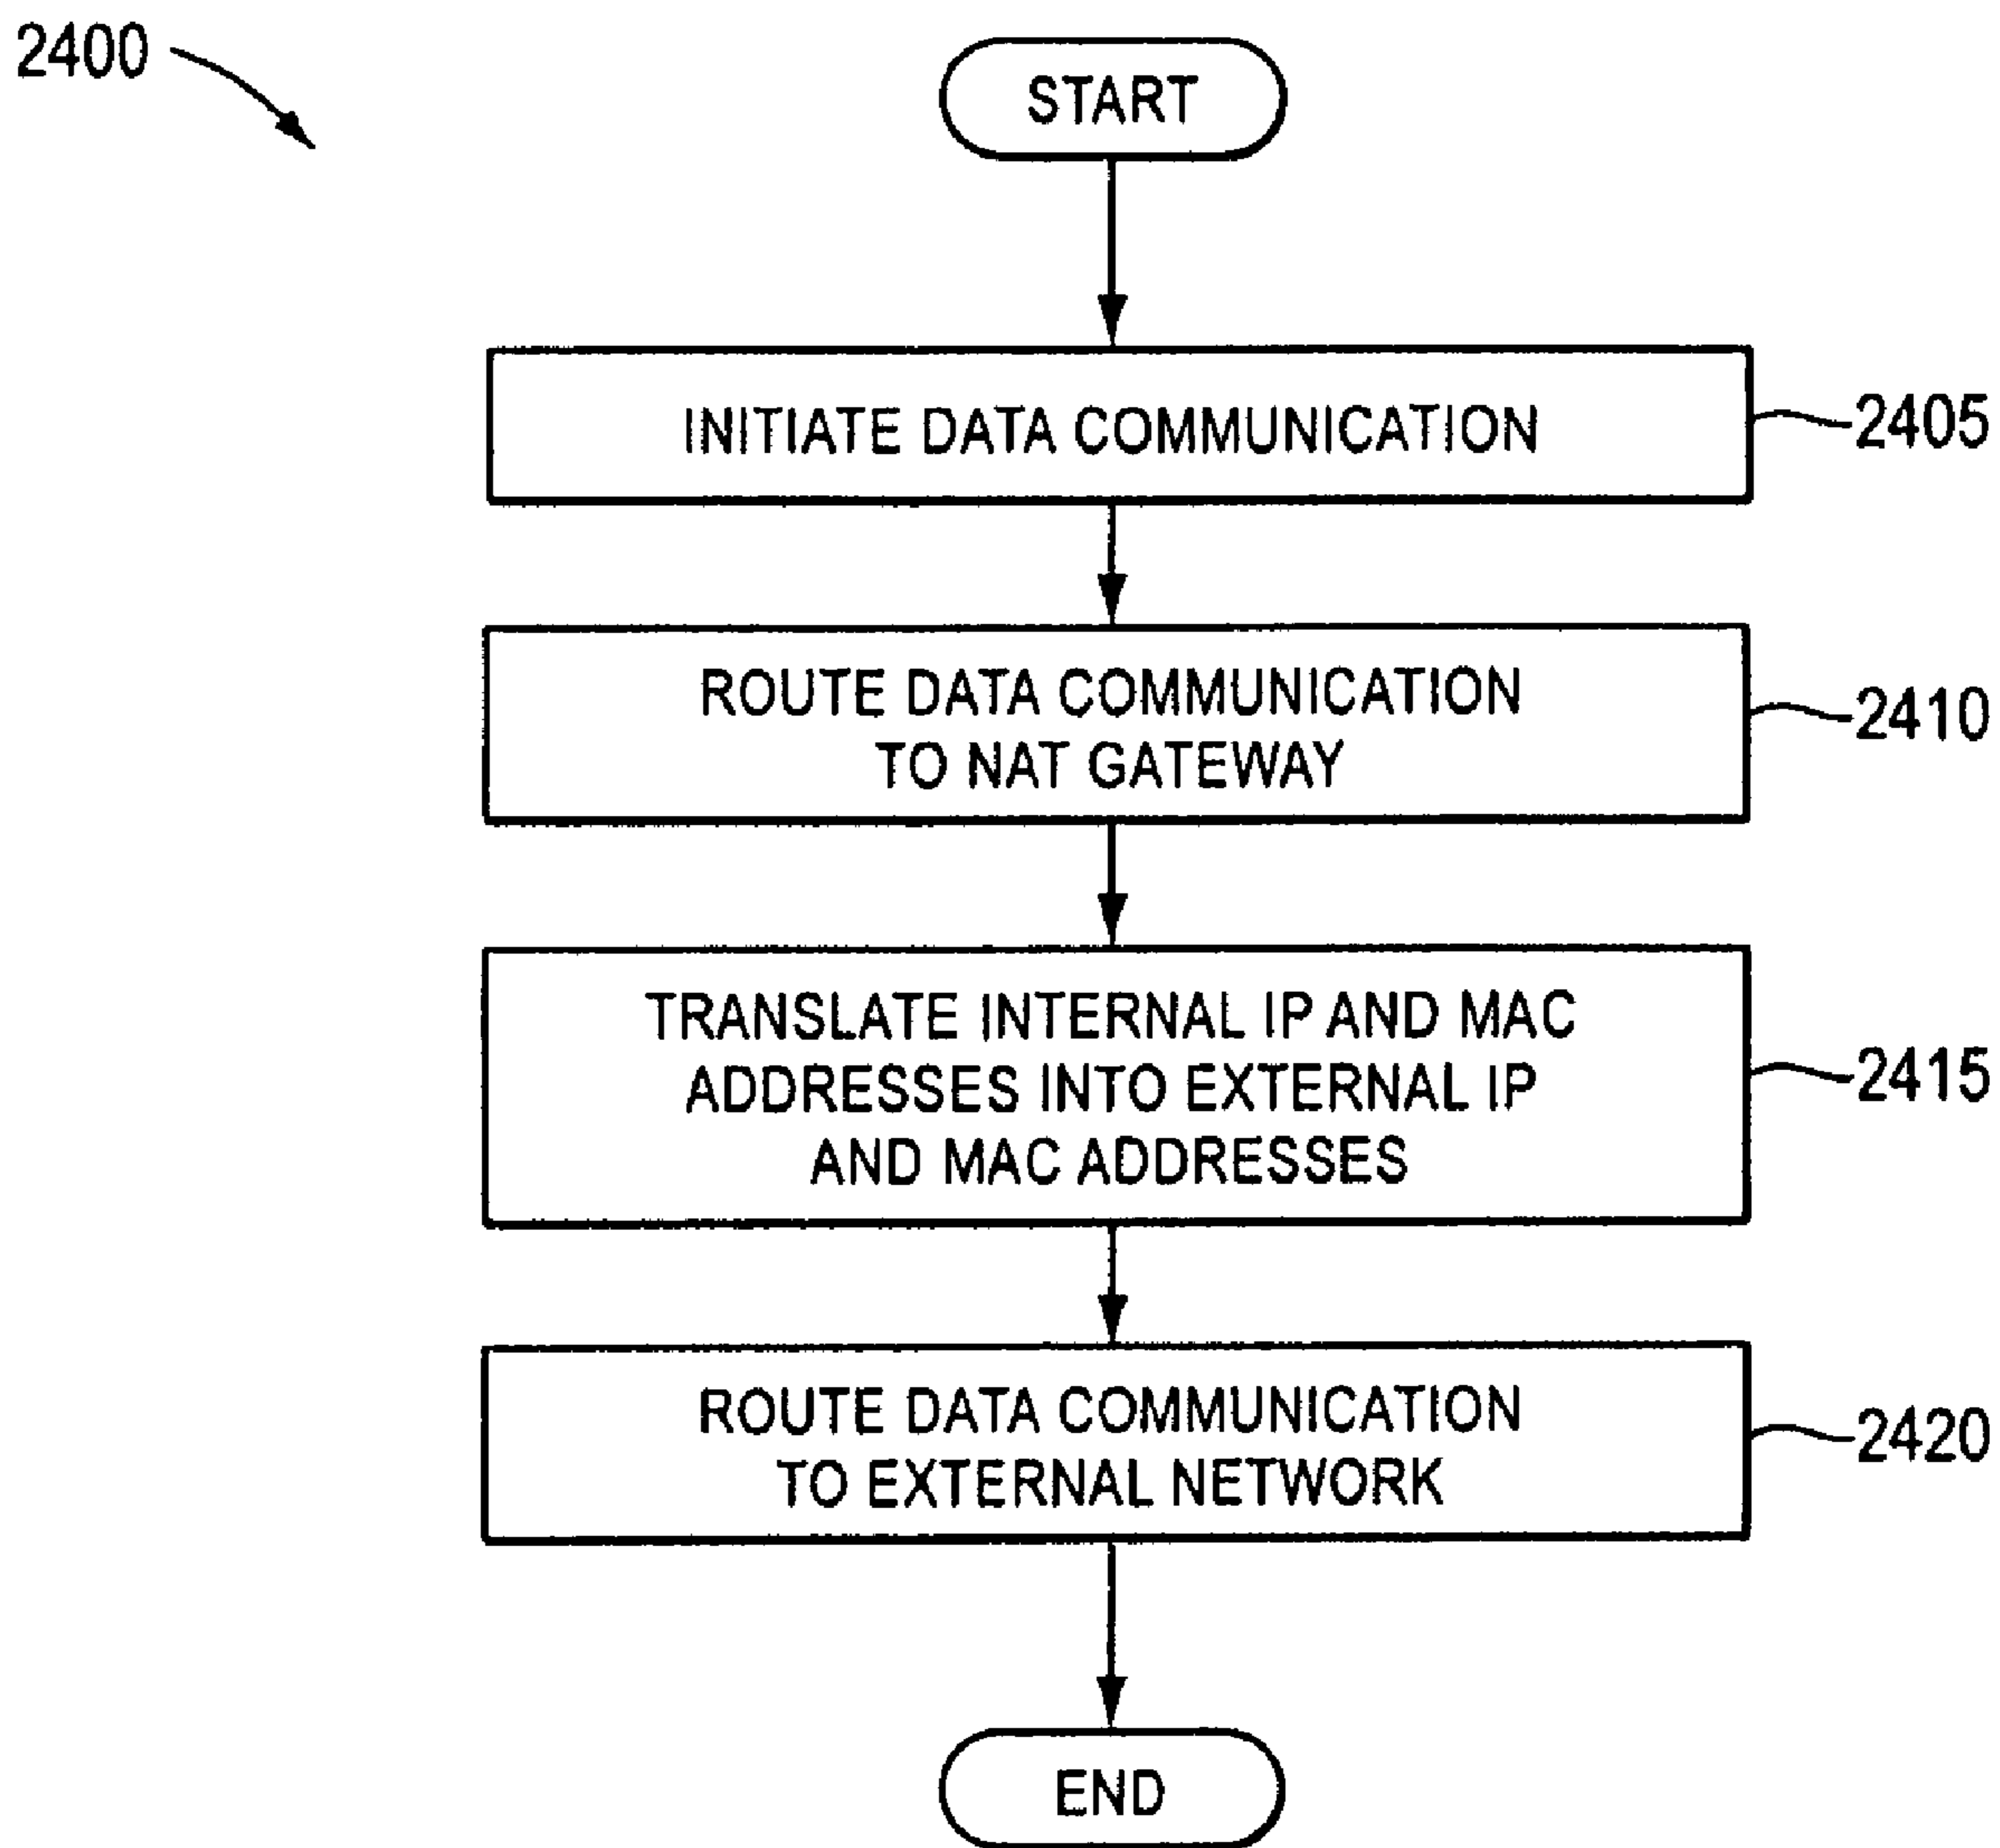 2400
START
INITIATE DATA COMMUNICATION
2405
ROUTE DATA COMMUNICATION
TO NAT GATEWAY
2410
TRANSLATE INTERNAL IP AND MAC
ADDRESSES INTO EXTERNAL IP
AND MAC ADDRESSES
2415
ROUTE DATA COMMUNICATION
TO EXTERNAL NETWORK
2420
END